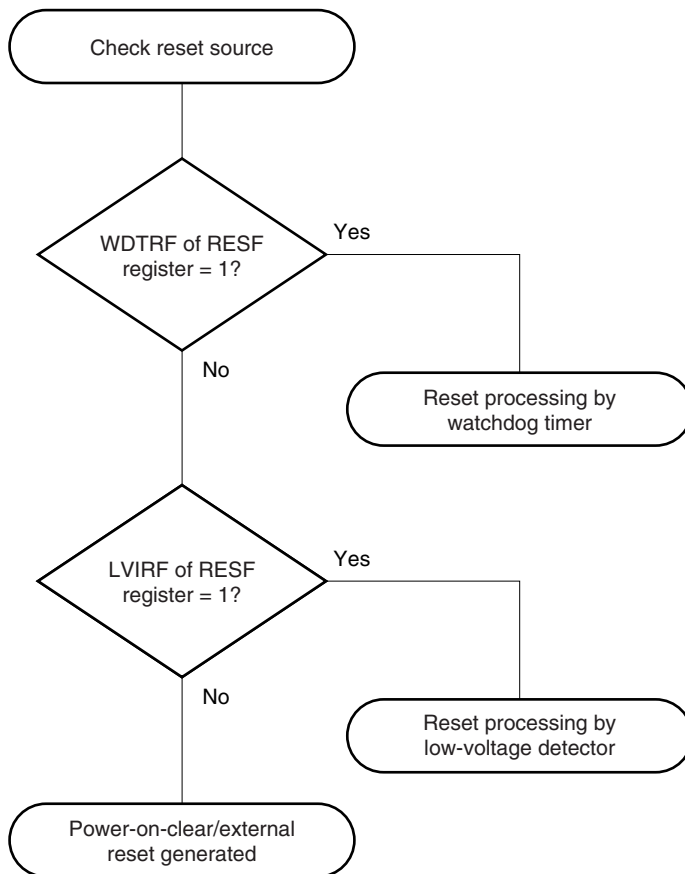 Check reset source
WDTRF of RESF
register = 1?
Yes
No
Reset processing by
watchdog timer
LVIRF of RESF
register = 1?
Yes
No
Reset processing by
low-voltage detector
Power-on-clear/external
reset generated